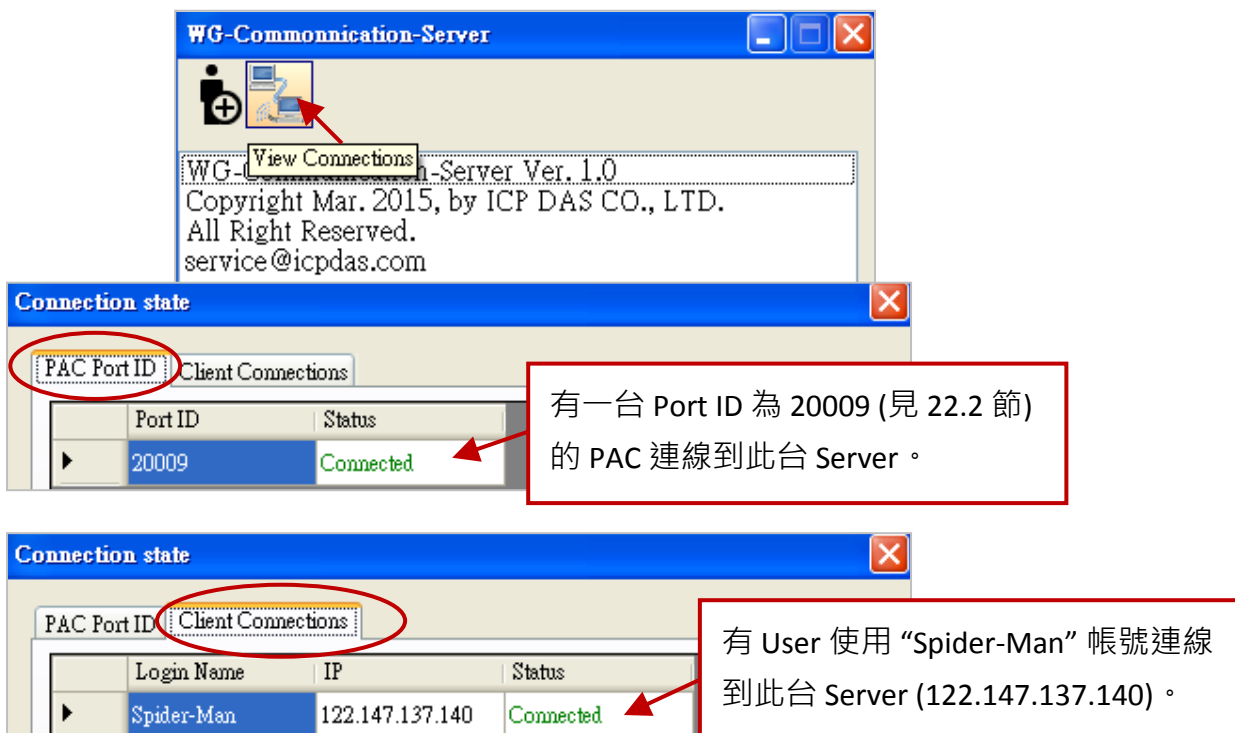 WG-Commonnication-Server
View Connections
WG-Communication-Server Ver. 1.0
Copyright Mar. 2015, by ICP DAS CO., LTD.
All Right Reserved.
service@icpdas.com
Connection state
PAC Port ID Client Connections
Port ID Status
20009 Connected
有一台 Port ID 為 20009 (見 22.2 節)
的 PAC 連線到此台 Server。
Connection state
PAC Port ID Client Connections
Login Name IP Status
Spider-Man 122.147.137.140 Connected
有 User 使用 “Spider-Man” 帳號連線
到此台 Server (122.147.137.140)。